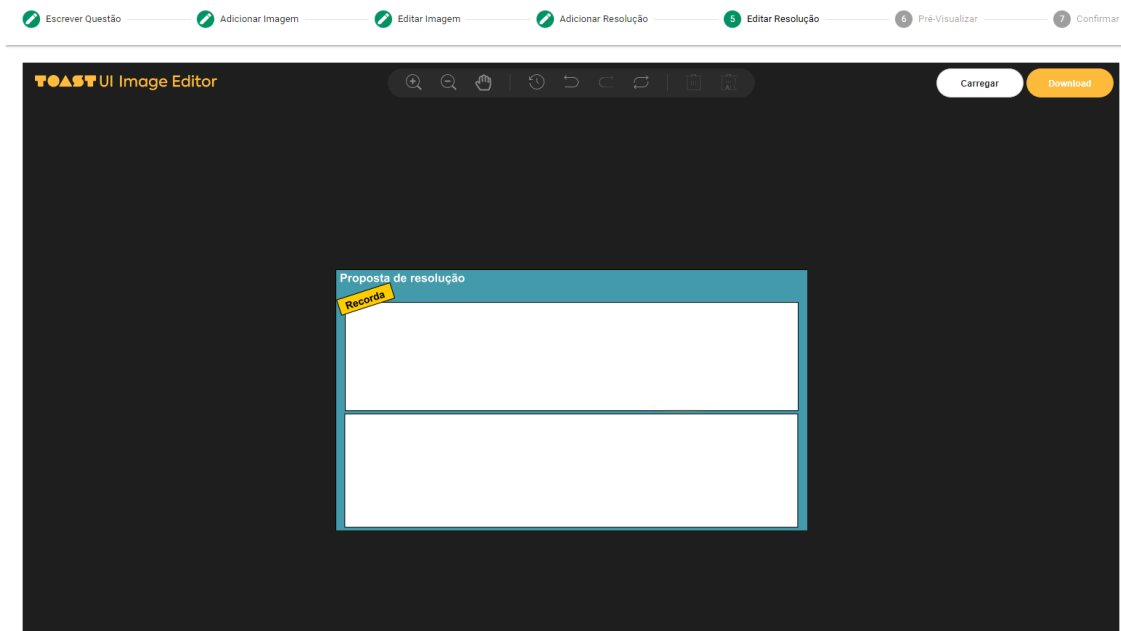 Escrever Questão
Adicionar Imagem
Editar Imagem
Adicionar Resolução
5 Editar Resolução
6 Pré-Visualizar
7 Confirmar
TOAST UI Image Editor
Carregar
Download
Proposta de resolução
Recorda